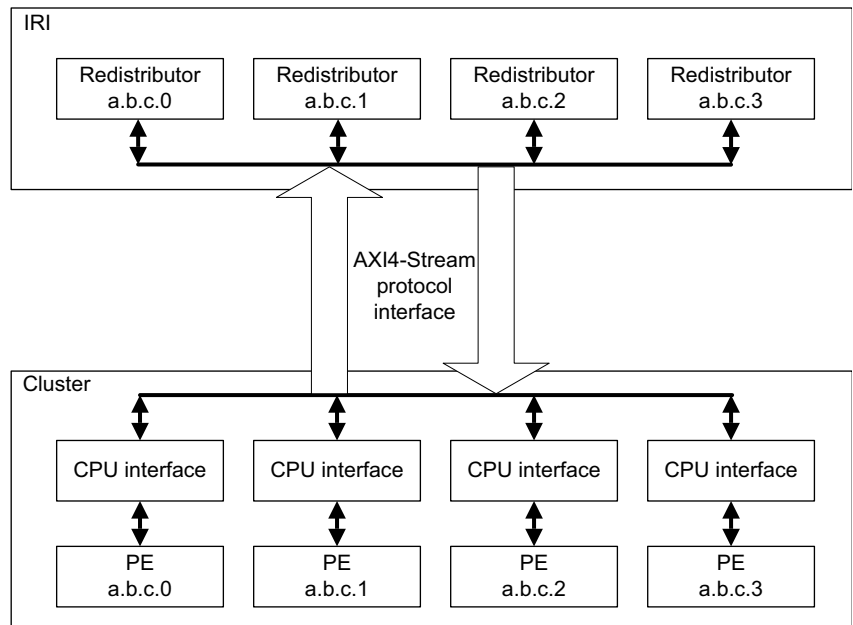 IRI
Redistributor
a.b.c.0
Redistributor
a.b.c.1
Redistributor
a.b.c.2
Redistributor
a.b.c.3
AXI4-Stream
protocol
interface
Cluster
CPU interface
CPU interface
CPU interface
CPU interface
PE
a.b.c.0
PE
a.b.c.1
PE
a.b.c.2
PE
a.b.c.3